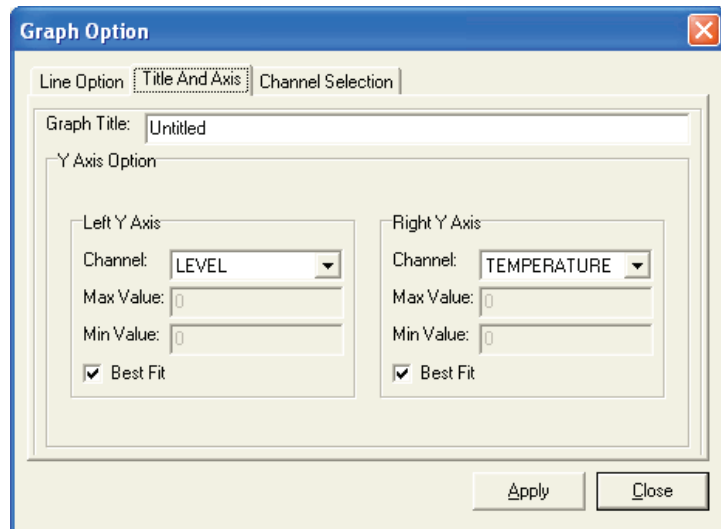 Graph Option
Line Option Title And Axis Channel Selection
Graph Title: Untitled
Y Axis Option
Left Y Axis
Channel: LEVEL
Max Value: 0
Min Value: 0
Best Fit
Right Y Axis
Channel: TEMPERATURE
Max Value: 0
Min Value: 0
Best Fit
Apply Close